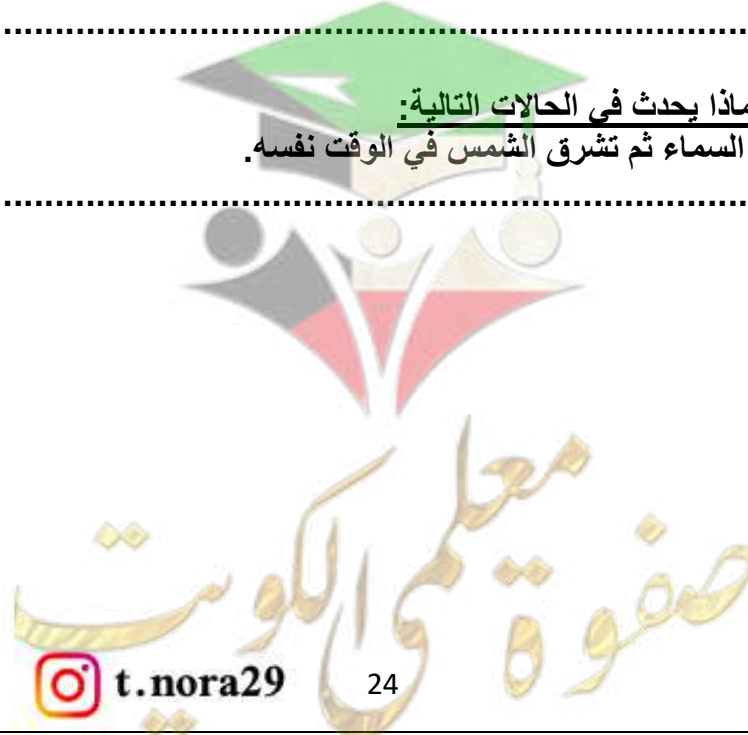 ماذا يحدث في الحالات التالية:
السماء ثم تشرق الشمس في الوقت نفسه.
صفوة معلمي الكويت
t.nora29
24